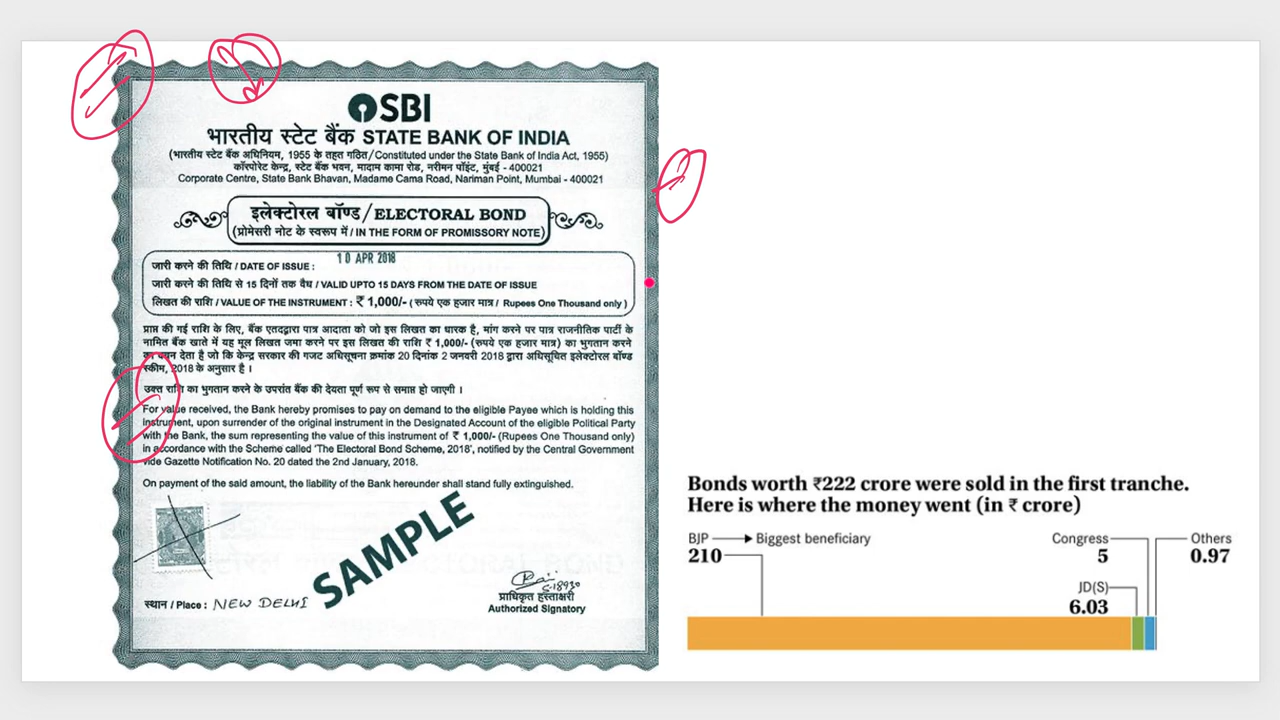 SBI
भारतीय स्टेट बैंक STATE BANK OF INDIA
(भारतीय स्टेट बैंक अधिनियम, 1955 के तहत गठित/Constituted under the State Bank of India Act, 1955)
कॉरपोरेट केन्द्र, स्टेट बैंक भवन, मादाम कामा रोड, नरीमन पॉइंट, मुंबई - 400021
Corporate Centre, State Bank Bhavan, Madame Cama Road, Nariman Point, Mumbai - 400021
इलेक्टोरल बॉण्ड/ELECTORAL BOND
(प्रोमेसरी नोट के स्वरूप में/IN THE FORM OF PROMISSORY NOTE)
जारी करने की तिथि / DATE OF ISSUE : 10 APR 2018
जारी करने की तिथि से 15 दिनों तक वैध / VALID UPTO 15 DAYS FROM THE DATE OF ISSUE
लिखत की राशि / VALUE OF THE INSTRUMENT : ₹ 1,000/- (रूपये एक हजार मात्र/ Rupees One Thousand only )
प्राप्त की गई राशि के लिए, बैंक एतदद्वारा पात्र आदाता को जो इस लिखत का धारक है, मांग करने पर पात्र राजनीतिक पार्टी के
नामित बैंक खाते में यह मूल लिखत जमा करने पर इस लिखत की राशि ₹ 1,000/- (रूपये एक हजार मात्र) का भुगतान करने
का वचन देता है जो कि केन्द्र सरकार की गजट अधिसूचना क्रमांक 20 दिनांक 2 जनवरी 2018 द्वारा अधिसूचित इलेक्टोरल बॉण्ड
स्कीम, 2018 के अनुसार है ।
उक्त राशि का भुगतान करने के उपरांत बैंक की देयता पूर्ण रूप से समाप्त हो जाएगी ।
For value received, the Bank hereby promises to pay on demand to the eligible Payee which is holding this
instrument, upon surrender of the original instrument in the Designated Account of the eligible Political Party
with the Bank, the sum representing the value of this instrument of ₹ 1,000/- (Rupees One Thousand only)
in accordance with the Scheme called 'The Electoral Bond Scheme, 2018', notified by the Central Government
vide Gazette Notification No. 20 dated the 2nd January, 2018.
On payment of the said amount, the liability of the Bank hereunder shall stand fully extinguished.
SAMPLE
स्थान / Place : NEW DELHI
प्राधिकृत हस्ताक्षरी
Authorized Signatory
Bonds worth ₹222 crore were sold in the first tranche.
Here is where the money went (in ₹ crore)
BJP Biggest beneficiary
210
Congress
5
Others
0.97
JD(S)
6.03